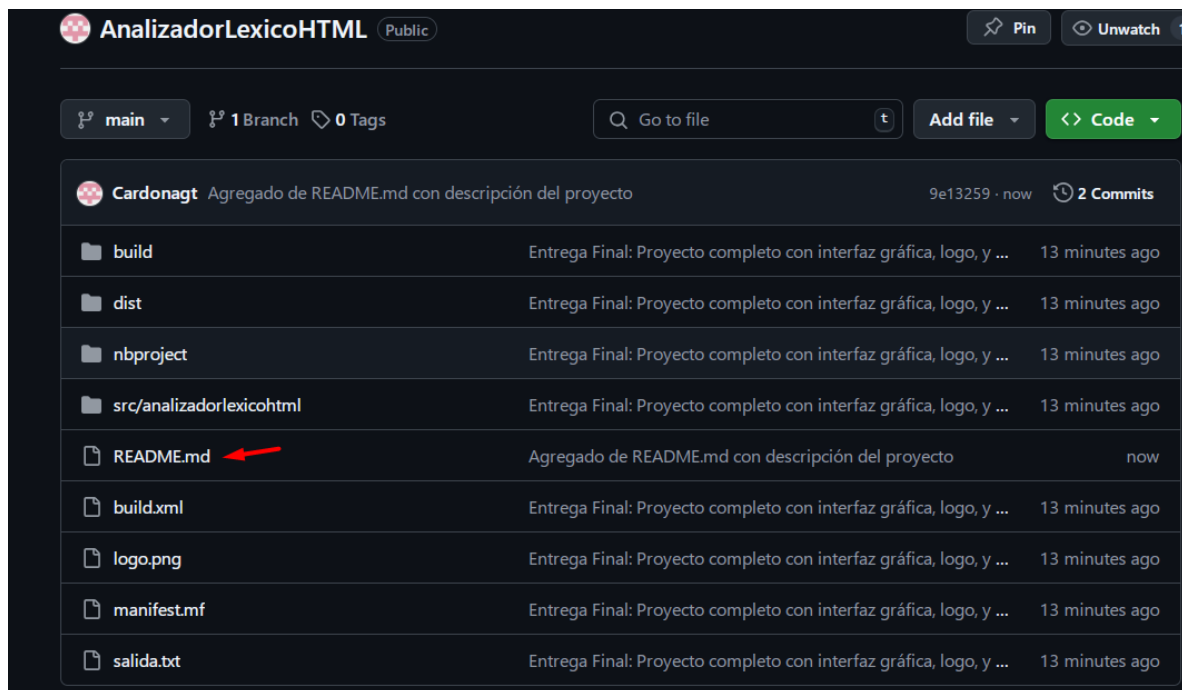 AnalizadorLexicoHTML Public Pin Unwatch
main 1 Branch 0 Tags Go to file t Add file <> Code
Cardonagt Agregado de README.md con descripción del proyecto 9e13259 · now 2 Commits
build Entrega Final: Proyecto completo con interfaz gráfica, logo, y ... 13 minutes ago
dist Entrega Final: Proyecto completo con interfaz gráfica, logo, y ... 13 minutes ago
nbproject Entrega Final: Proyecto completo con interfaz gráfica, logo, y ... 13 minutes ago
src/analizadorlexicohtml Entrega Final: Proyecto completo con interfaz gráfica, logo, y ... 13 minutes ago
README.md Agregado de README.md con descripción del proyecto now
build.xml Entrega Final: Proyecto completo con interfaz gráfica, logo, y ... 13 minutes ago
logo.png Entrega Final: Proyecto completo con interfaz gráfica, logo, y ... 13 minutes ago
manifest.mf Entrega Final: Proyecto completo con interfaz gráfica, logo, y ... 13 minutes ago
salida.txt Entrega Final: Proyecto completo con interfaz gráfica, logo, y ... 13 minutes ago